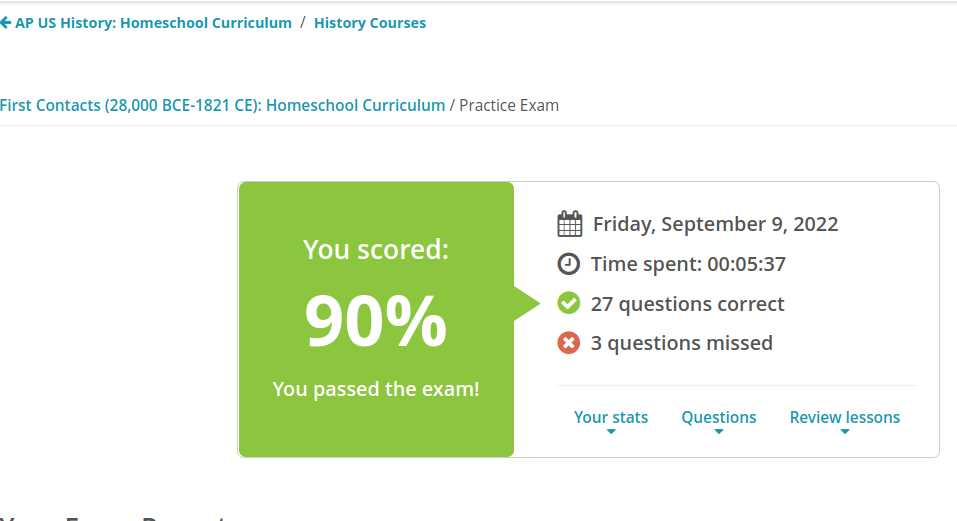 AP US History: Homeschool Curriculum / History Courses
First Contacts (28,000 BCE-1821 CE): Homeschool Curriculum / Practice Exam
You scored:
90%
You passed the exam!
Friday, September 9, 2022
Time spent: 00:05:37
27 questions correct
3 questions missed
Your stats
Questions
Review lessons